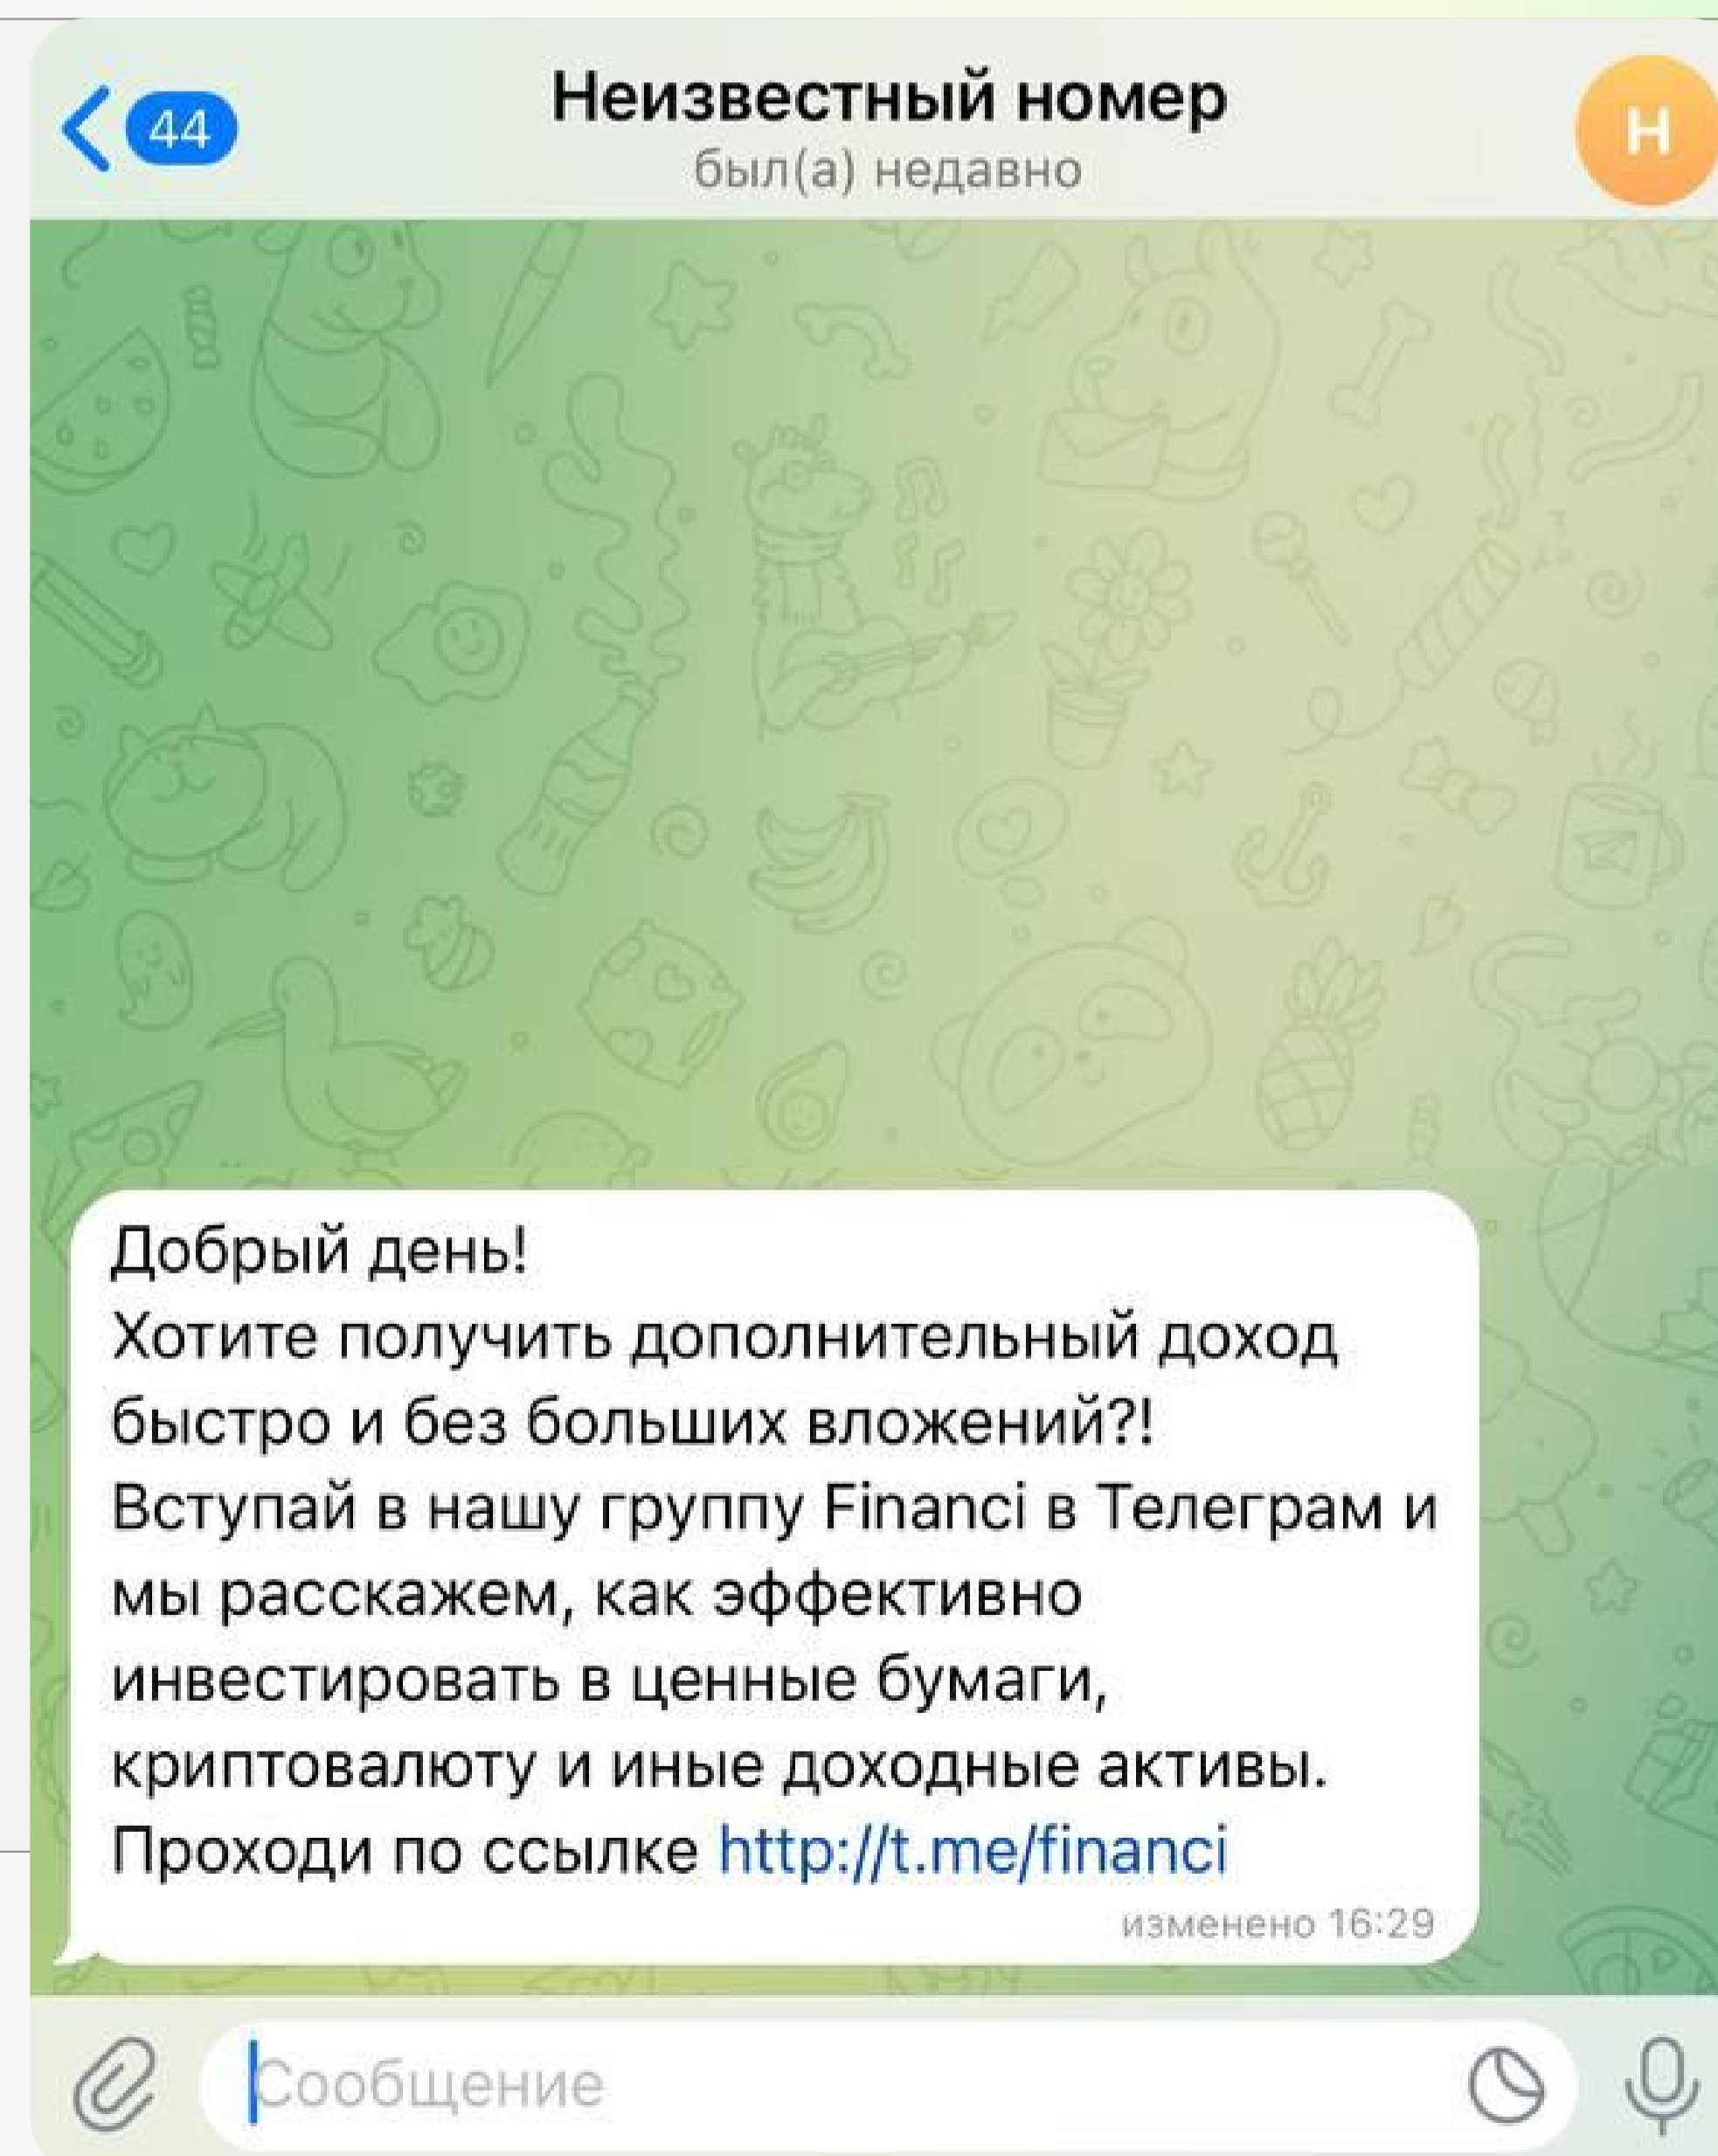 44
Неизвестный номер
был(а) недавно
Н
Добрый день!
Хотите получить дополнительный доход
быстро и без больших вложений?!
Вступай в нашу группу Financi в Телеграм и
мы расскажем, как эффективно
инвестировать в ценные бумаги,
криптовалюту и иные доходные активы.
Проходи по ссылке http://t.me/financi
изменено 16:29
Сообщение